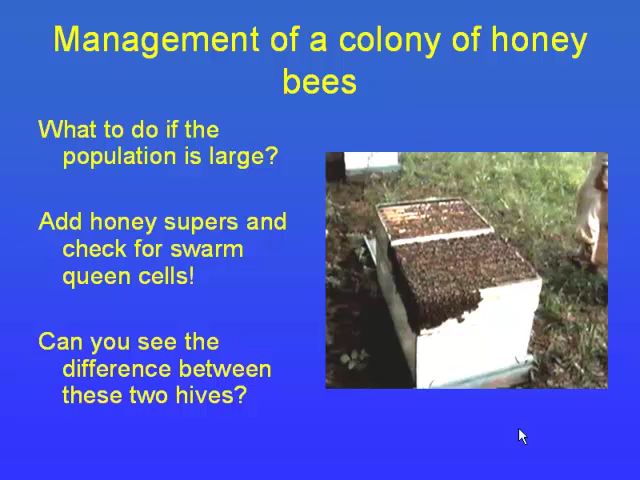 Management of a colony of honey
bees
What to do if the
population is large?
Add honey supers and
check for swarm
queen cells!
Can you see the
difference between
these two hives?